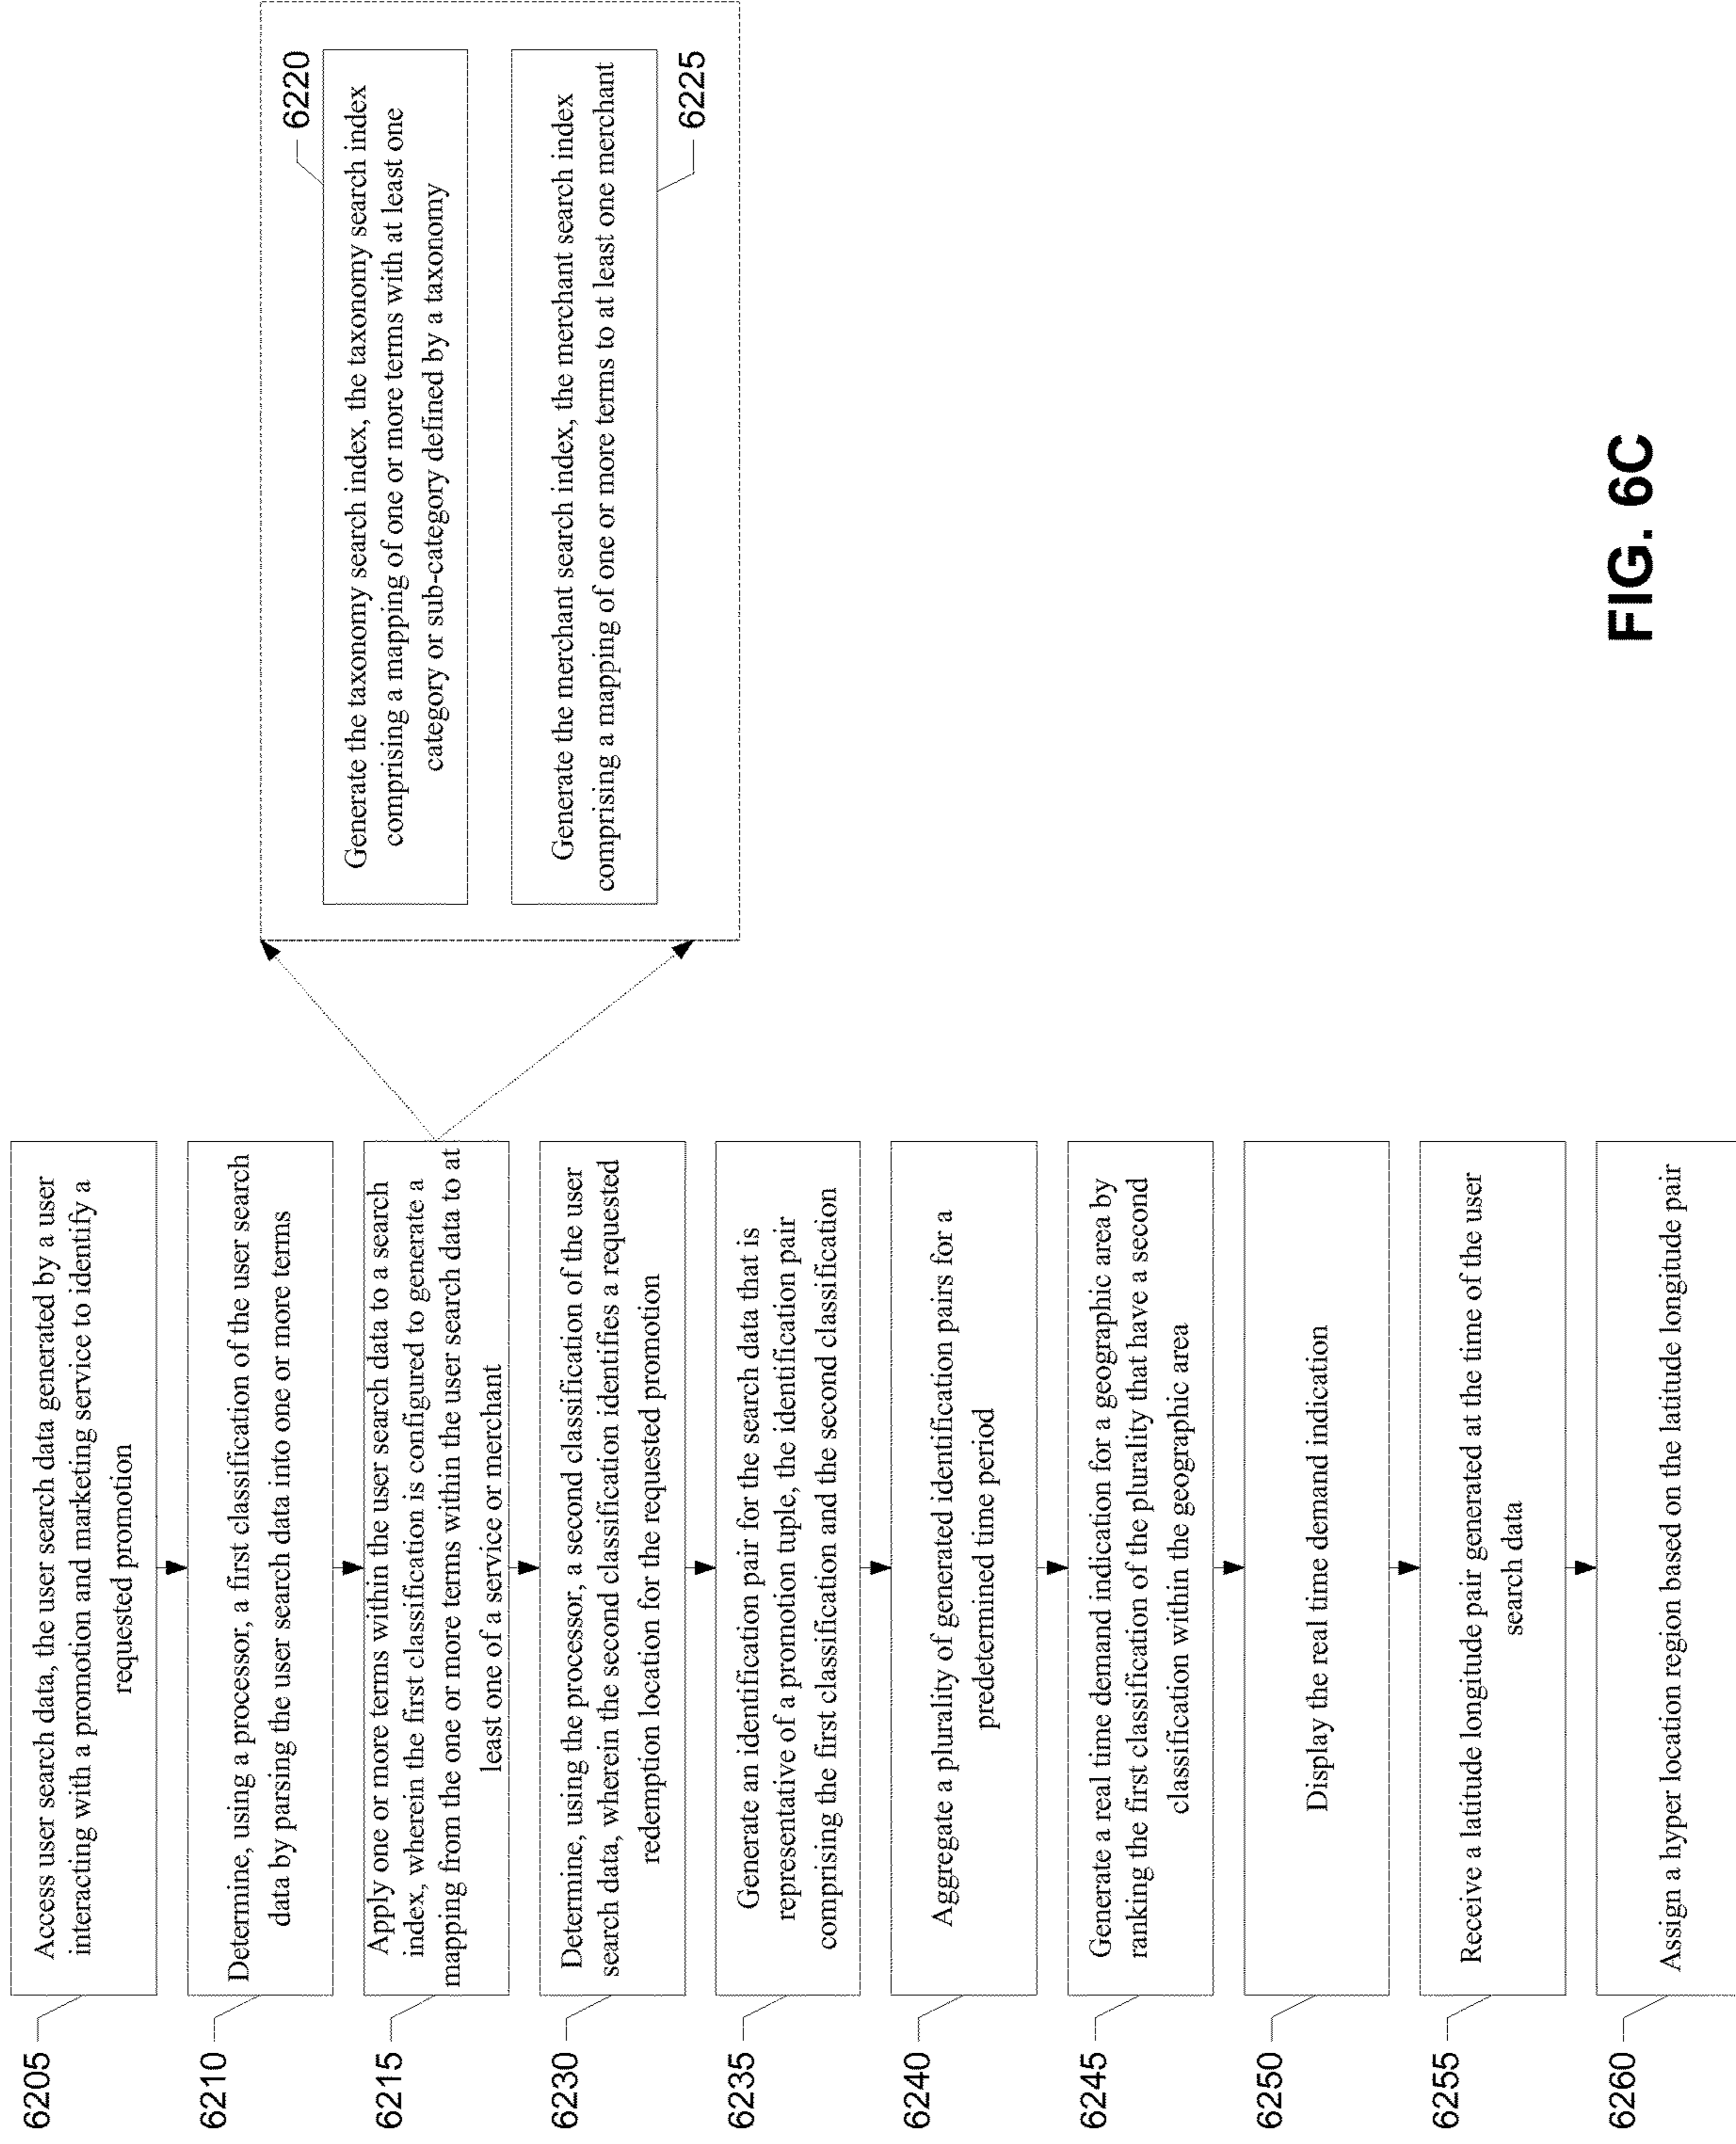 6205
Access user search data, the user search data generated by a user
interacting with a promotion and marketing service to identify a
requested promotion
6210
Determine, using a processor, a first classification of the user search
data by parsing the user search data into one or more terms
6215
Apply one or more terms within the user search data to a search
index, wherein the first classification is configured to generate a
mapping from the one or more terms within the user search data to at
least one of a service or merchant
6220
Generate the taxonomy search index, the taxonomy search index
comprising a mapping of one or more terms with at least one
category or sub-category defined by a taxonomy
Generate the merchant search index, the merchant search index
comprising a mapping of one or more terms to at least one merchant
6225
6230
Determine, using the processor, a second classification of the user
search data, wherein the second classification identifies a requested
redemption location for the requested promotion
6235
Generate an identification pair for the search data that is
representative of a promotion tuple, the identification pair
comprising the first classification and the second classification
6240
Aggregate a plurality of generated identification pairs for a
predetermined time period
6245
Generate a real time demand indication for a geographic area by
ranking the first classification of the plurality that have a second
classification within the geographic area
6250
Display the real time demand indication
6255
Receive a latitude longitude pair generated at the time of the user
search data
6260
Assign a hyper location region based on the latitude longitude pair
FIG. 6C